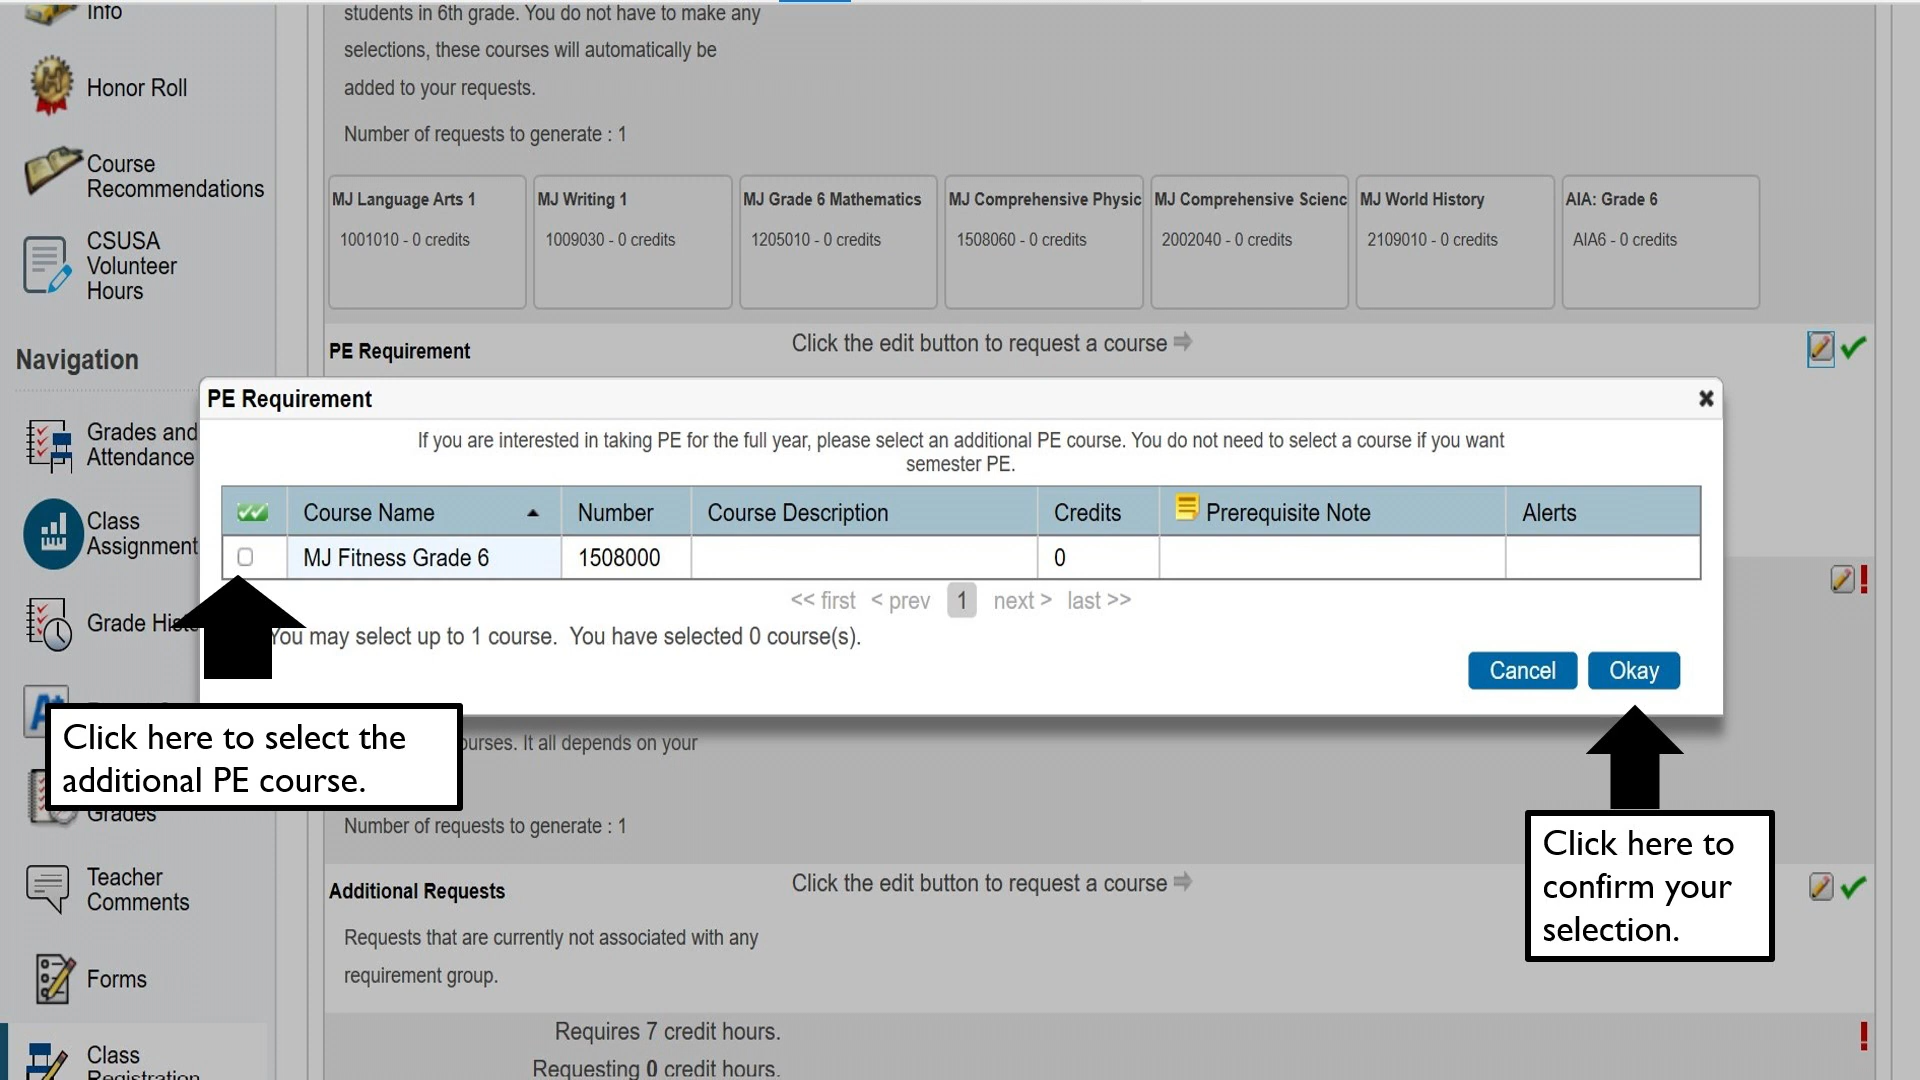 Info
Honor Roll
Course
Recommendations
CSUSA
Volunteer
Hours
Navigation
Grades and
Attendance
Class
Assignment
Grade His
Grades
Teacher
Comments
Forms
Class
Registration
students in 6th grade. You do not have to make any
selections, these courses will automatically be
added to your requests.
Number of requests to generate : 1
MJ Language Arts 1
1001010 - 0 credits
MJ Writing 1
1009030 - 0 credits
MJ Grade 6 Mathematics
1205010 - 0 credits
MJ Comprehensive Physic
1508060 - 0 credits
MJ Comprehensive Scienc
2002040 - 0 credits
MJ World History
2109010 - 0 credits
AIA: Grade 6
AIA6 - 0 credits
PE Requirement
Click the edit button to request a course
PE Requirement
If you are interested in taking PE for the full year, please select an additional PE course. You do not need to select a course if you want
semester PE.
Course Name Number Course Description Credits Prerequisite Note Alerts
MJ Fitness Grade 6 1508000 0
<< first < prev 1 next > last >>
You may select up to 1 course. You have selected 0 course(s).
Cancel Okay
Click here to select the
additional PE course.
Click here to
confirm your
selection.
ourses. It all depends on your
Number of requests to generate : 1
Additional Requests
Click the edit button to request a course
Requests that are currently not associated with any
requirement group.
Requires 7 credit hours.
Requesting 0 credit hours.